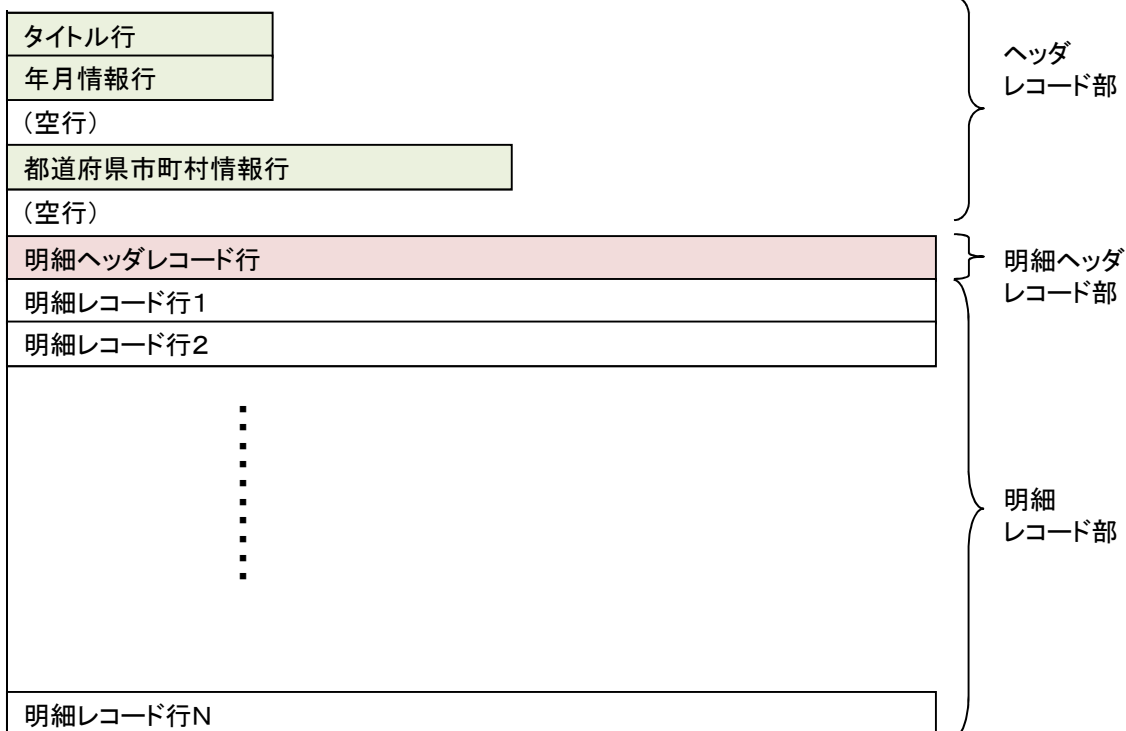 タイトル行
年月情報行
（空行）
都道府県市町村情報行
（空行）
明細ヘッダレコード行
明細レコード行１
明細レコード行２
明細レコード行Ｎ
ヘッダ
レコード部
明細ヘッダ
レコード部
明細
レコード部